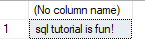 (No column name)
1 sql tutorial is fun!